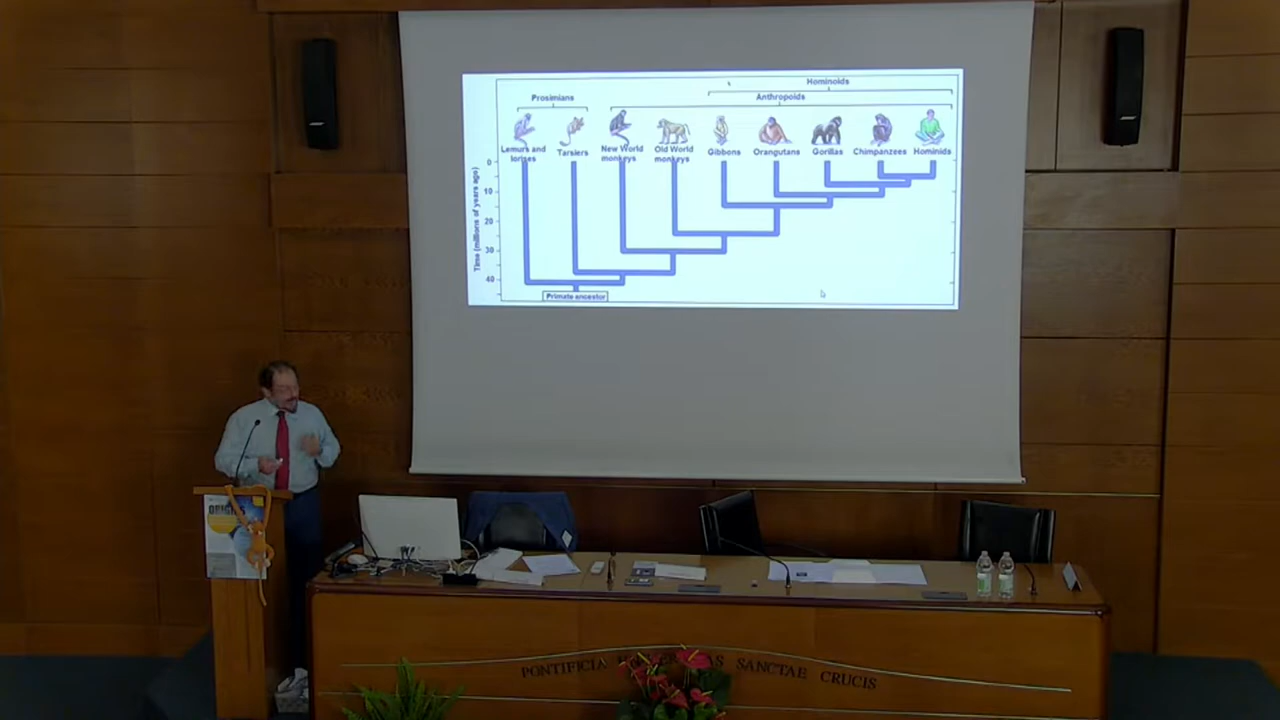 Hominoids
Prosimians
Anthropoids
Lemurs and
lorises
Tarsiers
New World
monkeys
Old World
monkeys
Gibbons
Orangutans
Gorillas
Chimpanzees
Hominids
Time (millions of years ago)
0
10
20
30
40
Primate ancestor
ORIGINS
PONTIFICIA SANCTAE CRUCIS